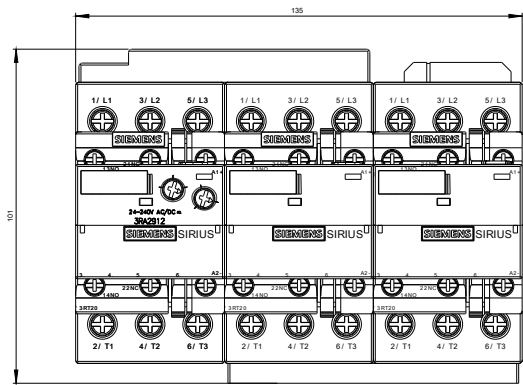 135
101
1/ L1 3/ L2 5/ L3 1/ L1 3/ L2 5/ L3 1/ L1 3/ L2 5/ L3
SIEMENS SIEMENS SIEMENS
13NO 13NO 13NO
A1+ A1+ A1+
24-240V AC/DC=
3RA2912
SIEMENS SIRIUS SIEMENS SIRIUS SIEMENS SIRIUS
3 4 5 6 A2- 3 4 5 6 A2- 3 4 5 6 A2-
22NC 22NC 22NC
14NO 14NO 14NO
3RT20 3RT20 3RT20
2/ T1 4/ T2 6/ T3 2/ T1 4/ T2 6/ T3 2/ T1 4/ T2 6/ T3